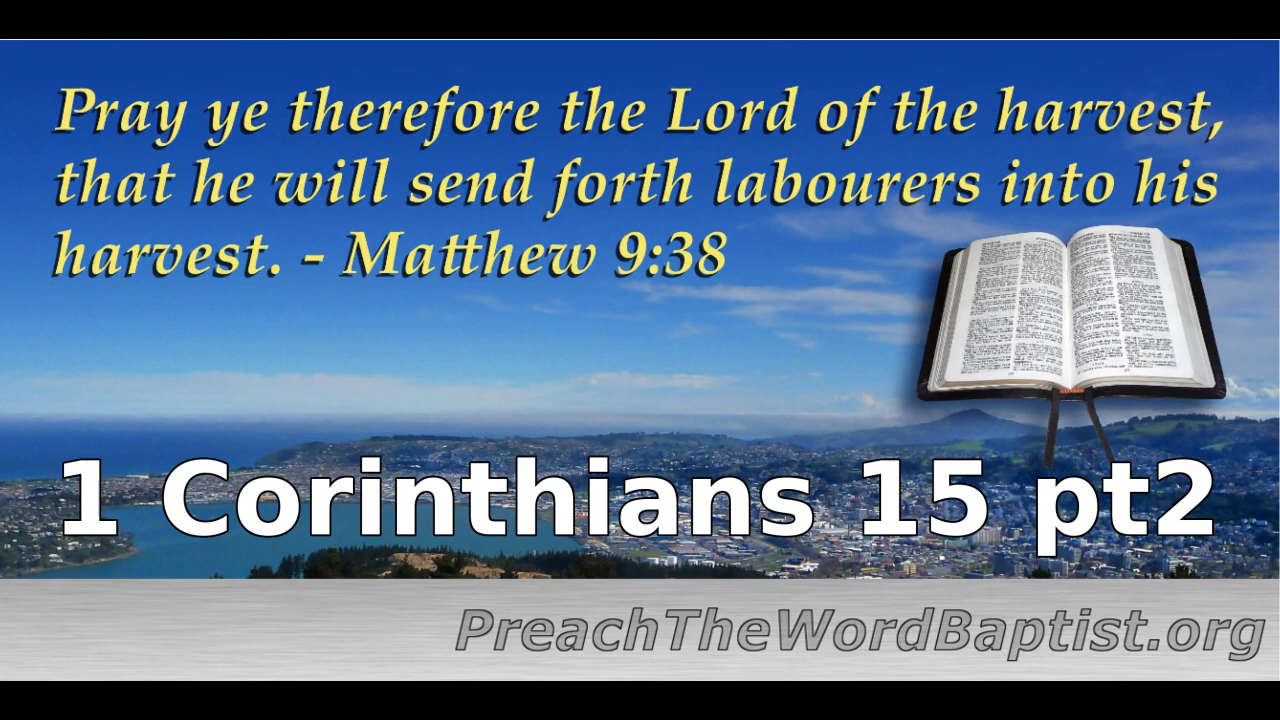 Pray ye therefore the Lord of the harvest,
that he will send forth labourers into his
harvest. - Matthew 9:38
1 Corinthians 15 pt2
PreachTheWordBaptist.org